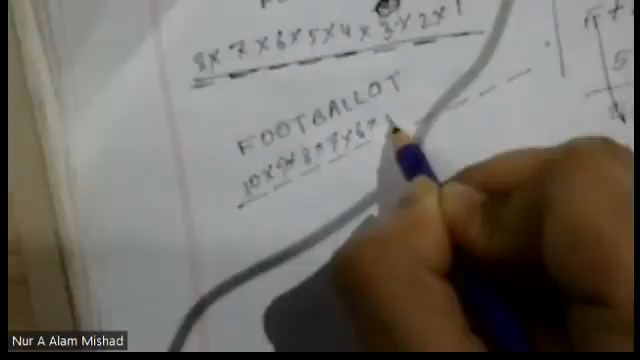 8 x 7 x 6 x 5 x 4 x 3 x 2 x 1
FOOTBALLOT
10 x 9 x 8 x 7 x 6 x
Nur A Alam Mishad